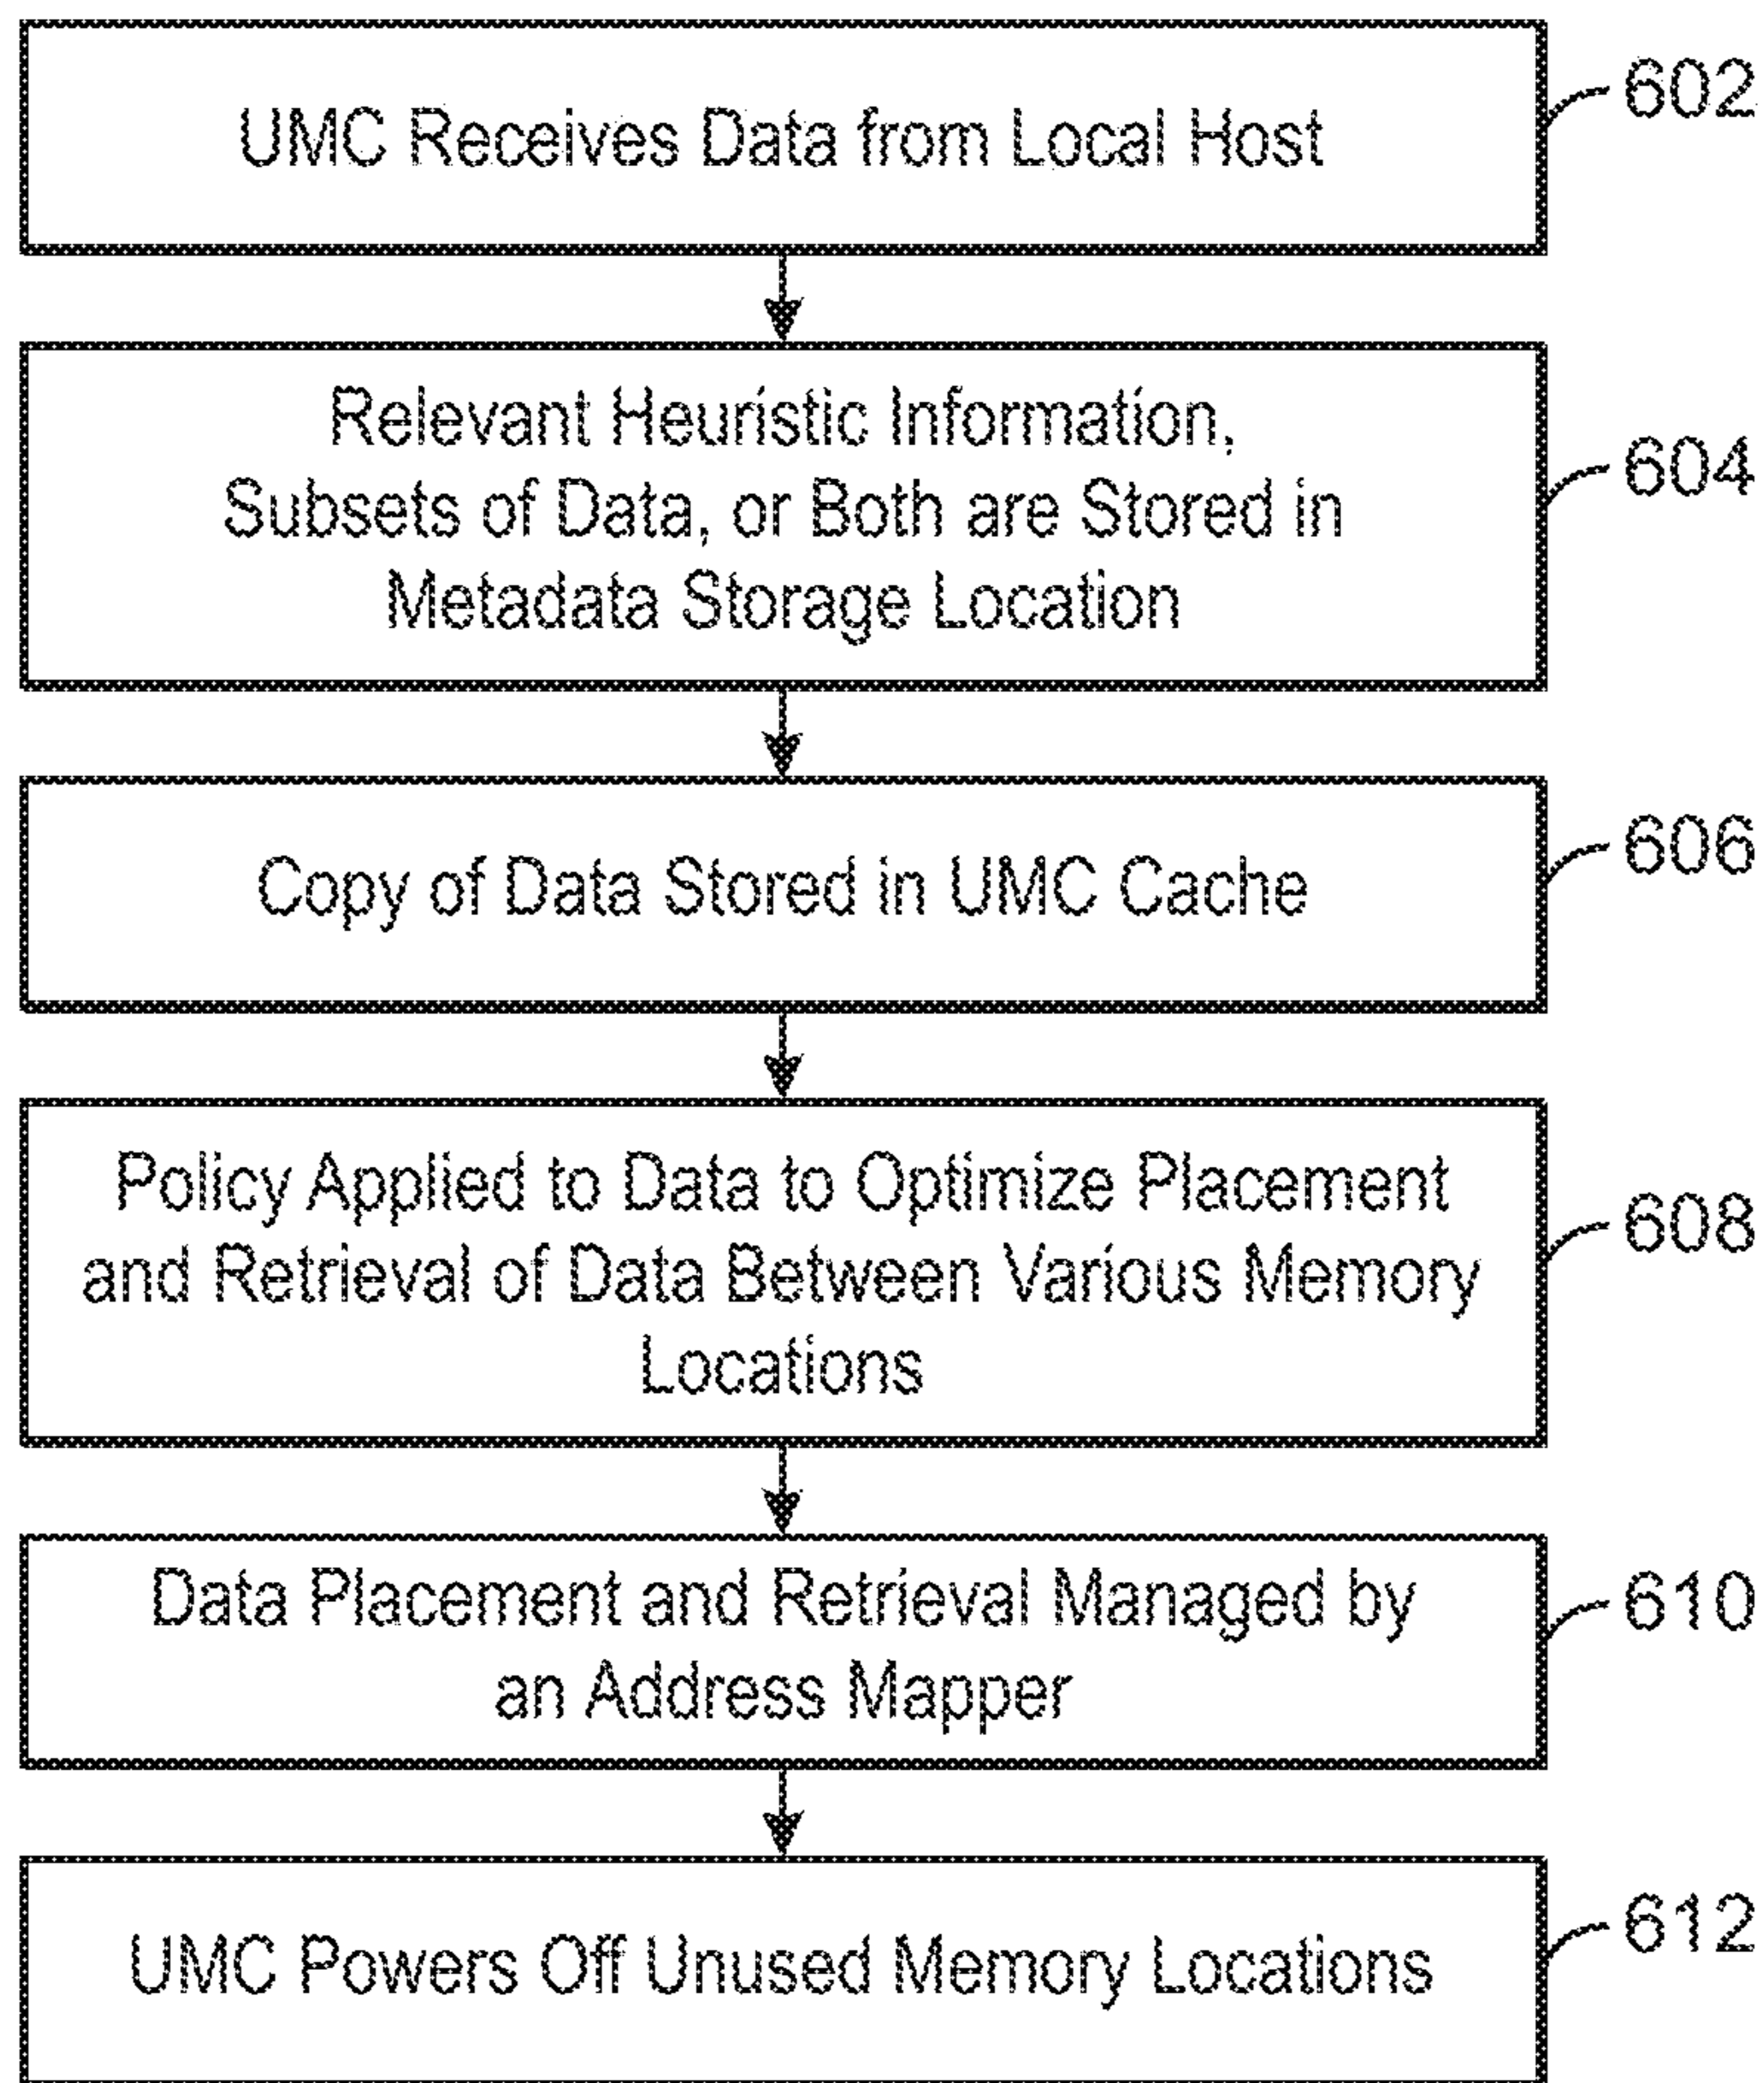 UMC Receives Data from Local Host
602
Relevant Heuristic Information,
Subsets of Data, or Both are Stored in
Metadata Storage Location
604
Copy of Data Stored in UMC Cache
606
Policy Applied to Data to Optimize Placement
and Retrieval of Data Between Various Memory
Locations
608
Data Placement and Retrieval Managed by
an Address Mapper
610
UMC Powers Off Unused Memory Locations
612